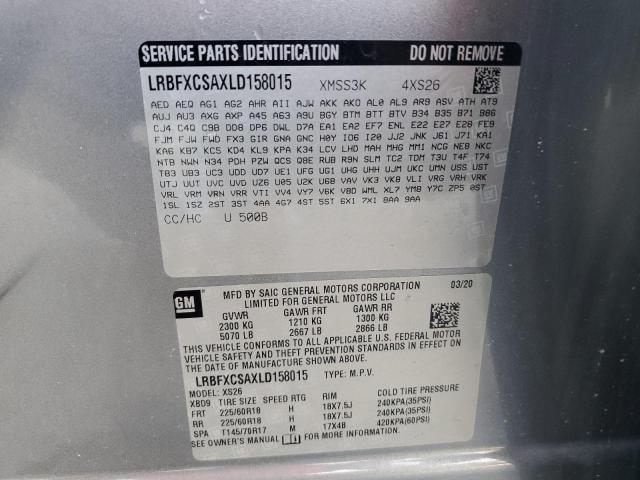 SERVICE PARTS IDENTIFICATION DO NOT REMOVE
LRBFXCSAXLD158015 XMSS3K 4XS26
AED AEQ AG1 AG2 AHR AII AJW AKK AKO AL0 AL9 AR9 ASV ATH AT9
AUJ AU3 AXG AXP A45 A63 A9U BGY BTM BTT BTV B34 B35 B71 B86
CJ4 C4Q C9B DD8 DP6 DWL D7A EA1 EA2 EF7 ENL E22 E27 E28 FE9
FJM FJW FWD FX3 GIR GNA GNC H0Y IO6 I20 JJ2 JNK J61 J71 KA1
KA6 KB7 KCS KD4 KL9 KPA K34 LCV LHD MAH MHG MM1 NCG NE8 NKC
NTB NWN N34 PDH PZW QCS Q8E RUB R9N SLM TC2 TDM T3U T4F T74
T83 UB3 UC3 UDD UD7 UE1 UFG UG1 UHG UHH UHM UJ9 UJM UKI UMN
UTJ UUT UVC UVD UZ6 U05 U2K U68 VAV VK3 VK8 VLI VRG VRH VRK
VRL VRM VRN VRR VTI VV4 VY7 V6K V8D WML XL7 YM8 Y7C ZP5 0ST
1SL 1SZ 2ST 3ST 4AA 4G7 4ST 5ST 6X1 7X1 8AA 9AA
CC/HC U 500B
GM
MFD BY SAIC GENERAL MOTORS CORPORATION 03/20
LIMITED FOR GENERAL MOTORS LLC
GVWR GAWR FRT GAWR RR
2300 KG 1210 KG 1300 KG
5070 LB 2667 LB 2866 LB
THIS VEHICLE CONFORMS TO ALL APPLICABLE U.S. FEDERAL MOTOR
VEHICLE SAFETY, BUMPER, AND THEFT PREVENTION STANDARDS IN EFFECT ON
THE DATE OF MANUFACTURE SHOWN ABOVE.
LRBFXCSAXLD158015 TYPE: M.P.V.
MODEL: XS26
XBD9 TIRE SIZE SPEED RTG RIM COLD TIRE PRESSURE
FRT 225/60R18 H 18X7.5J 240KPA(35PSI)
RR 225/60R18 H 18X7.5J 240KPA(35PSI)
SPA T145/70R17 M 17X4B 420KPA(60PSI)
SEE OWNER'S MANUAL FOR MORE INFORMATION.